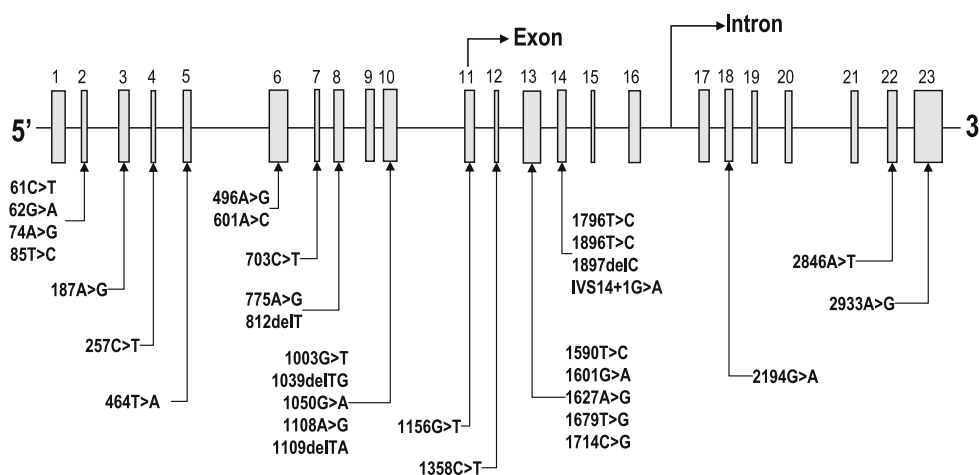 Exon
Intron
1 2 3 4 5 6 7 8 9 10 11 12 13 14 15 16 17 18 19 20 21 22 23
5’ 3
61C>T
62G>A
74A>G
85T>C
187A>G
257C>T
464T>A
496A>G
601A>C
703C>T
775A>G
812delT
1003G>T
1039delTG
1050G>A
1108A>G
1109delTA
1156G>T
1358C>T
1796T>C
1896T>C
1897delC
IVS14+1G>A
1590T>C
1601G>A
1627A>G
1679T>G
1714C>G
2194G>A
2846A>T
2933A>G